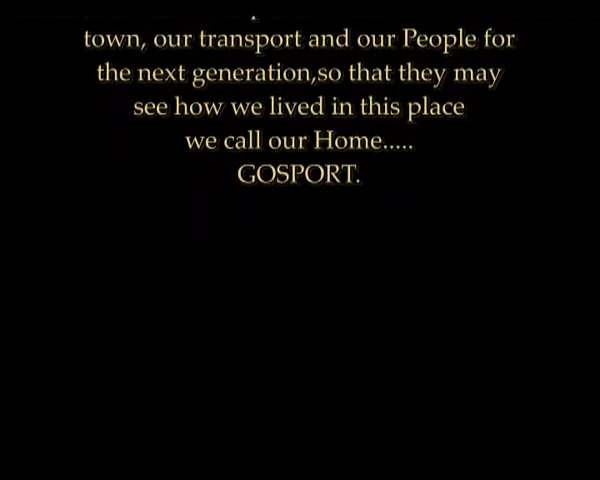 town, our transport and our People for
the next generation,so that they may
see how we lived in this place
we call our Home.....
GOSPORT.